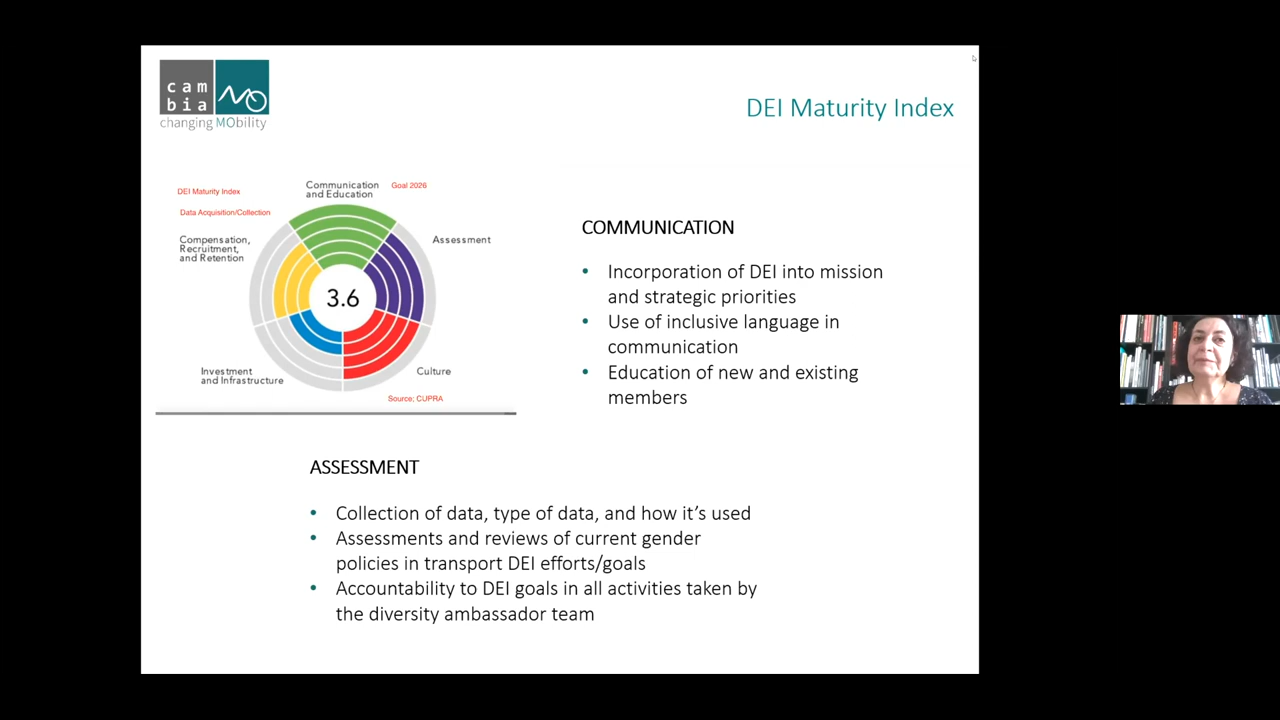 cam
bia
MO
changing MObility
DEI Maturity Index
DEI Maturity Index
Data Acquisition/Collection
Communication
and Education
Goal 2026
Compensation,
Recruitment,
and Retention
Assessment
3.6
Investment
and Infrastructure
Culture
Source; CUPRA
COMMUNICATION
• Incorporation of DEI into mission
and strategic priorities
• Use of inclusive language in
communication
• Education of new and existing
members
ASSESSMENT
• Collection of data, type of data, and how it’s used
• Assessments and reviews of current gender
policies in transport DEI efforts/goals
• Accountability to DEI goals in all activities taken by
the diversity ambassador team